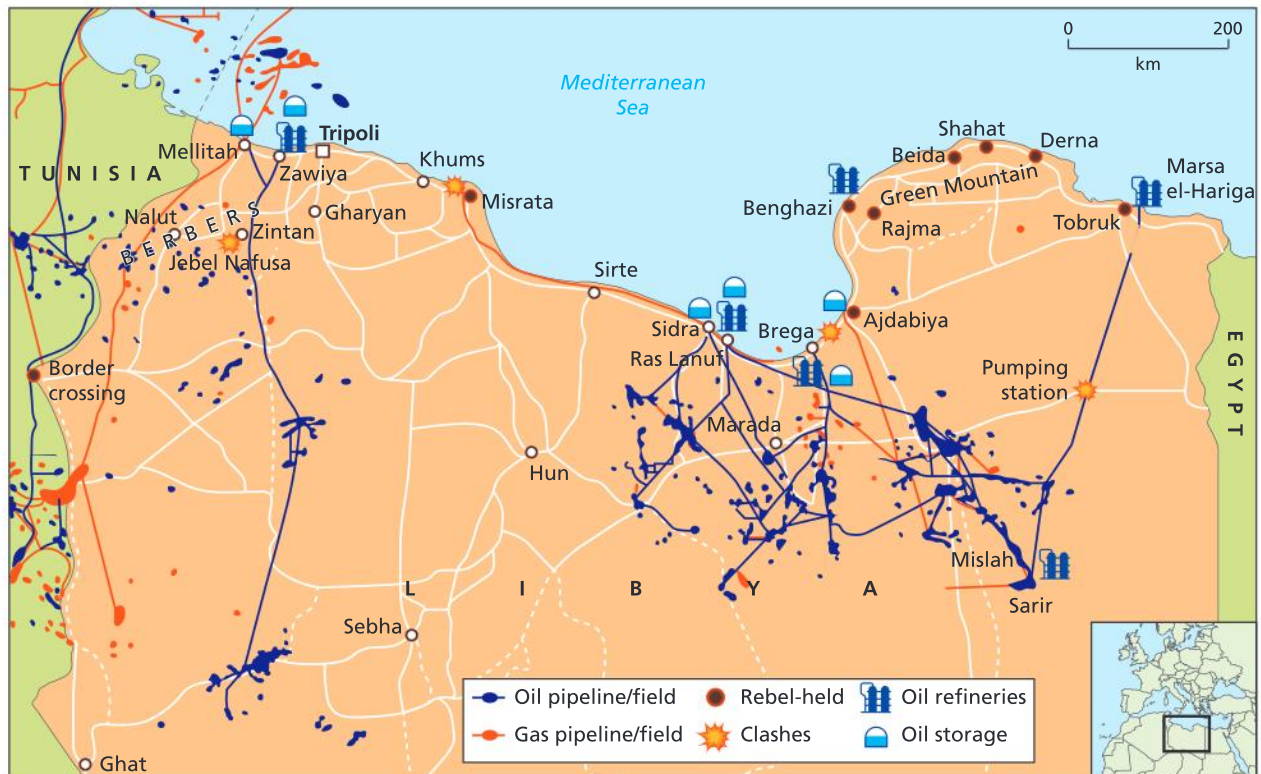 0 200
km
Mediterranean
Sea
Tripoli
Mellitah
Zawiya
Khums
Misrata
TUNISIA
Nalut
BERBERS
Zintan
Gharyan
Jebel Nafusa
Shahat
Beida
Derna
Green Mountain
Marsa
el-Hariga
Benghazi
Rajma
Tobruk
Sirte
Sidra
Ras Lanuf
Brega
Ajdabiya
EGYPT
Border
crossing
Pumping
station
Marada
Hun
Mislah
LIBYA
Sarir
Sebha
Ghat
Oil pipeline/field
Rebel-held
Oil refineries
Gas pipeline/field
Clashes
Oil storage